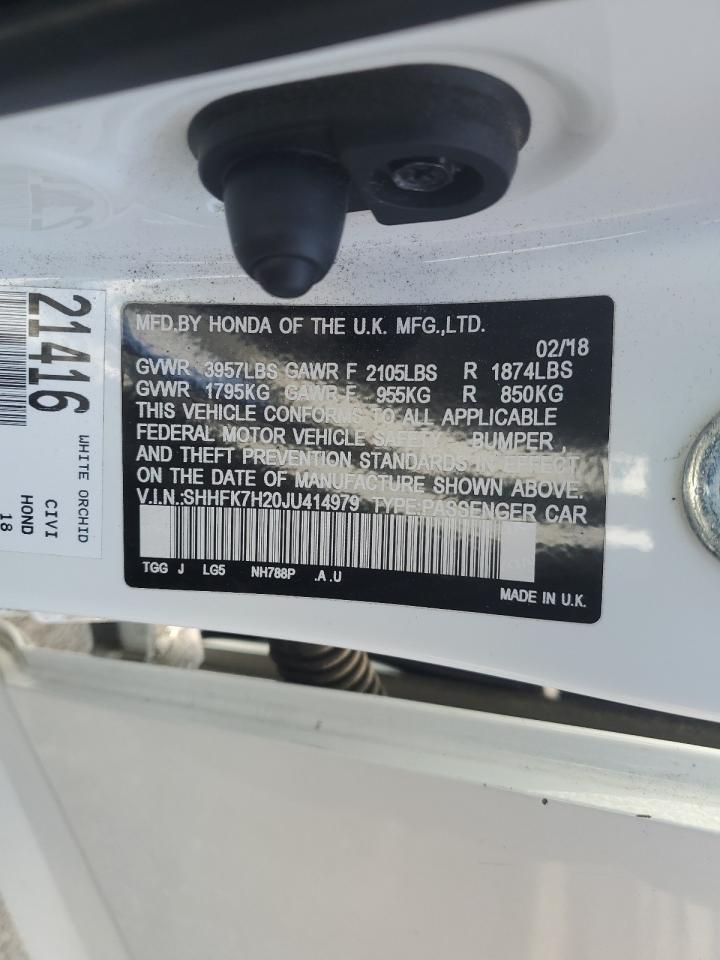 MFD.BY HONDA OF THE U.K. MFG.,LTD.
02/18
GVWR 3957LBS GAWR F 2105LBS R 1874LBS
GVWR 1795KG GAWR F 955KG R 850KG
THIS VEHICLE CONFORMS TO ALL APPLICABLE
FEDERAL MOTOR VEHICLE SAFETY, BUMPER,
AND THEFT PREVENTION STANDARDS IN EFFECT
ON THE DATE OF MANUFACTURE SHOWN ABOVE.
V.I.N.:SHHFK7H20JU414979 TYPE:PASSENGER CAR
TGG J LG5 NH788P .A.U
MADE IN U.K.
21416
WHITE ORCHID
CIVI
HOND
18